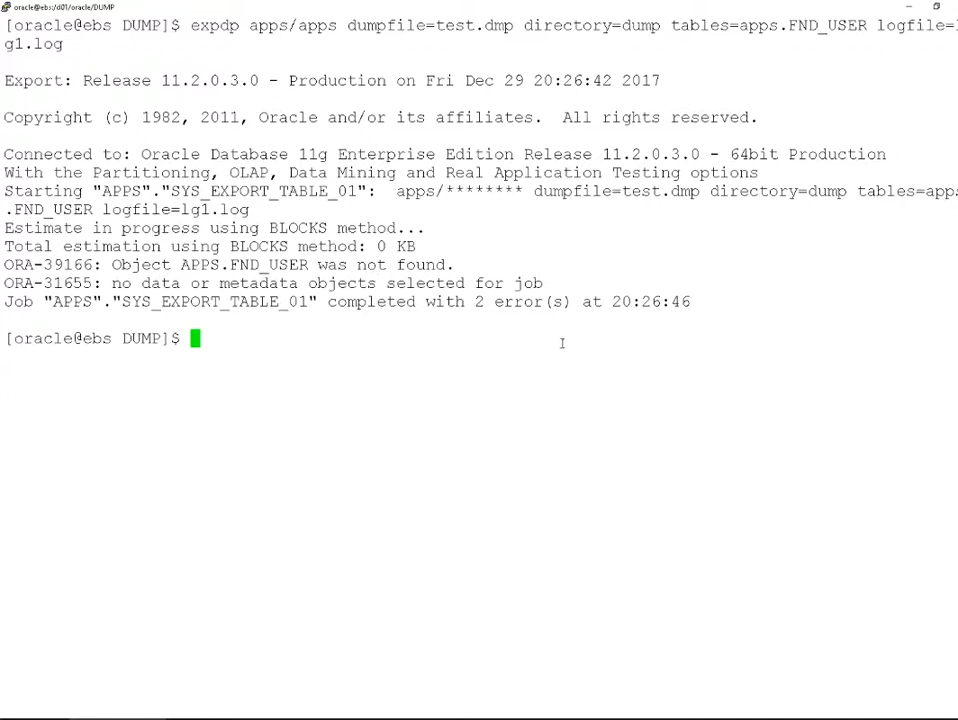 oracle@ebs:/d01/oracle/DUMP
[oracle@ebs DUMP]$ expdp apps/apps dumpfile=test.dmp directory=dump tables=apps.FND_USER logfile=l
g1.log
Export: Release 11.2.0.3.0 - Production on Fri Dec 29 20:26:42 2017
Copyright (c) 1982, 2011, Oracle and/or its affiliates.  All rights reserved.
Connected to: Oracle Database 11g Enterprise Edition Release 11.2.0.3.0 - 64bit Production
With the Partitioning, OLAP, Data Mining and Real Application Testing options
Starting "APPS"."SYS_EXPORT_TABLE_01":  apps/******** dumpfile=test.dmp directory=dump tables=apps
.FND_USER logfile=lg1.log
Estimate in progress using BLOCKS method...
Total estimation using BLOCKS method: 0 KB
ORA-39166: Object APPS.FND_USER was not found.
ORA-31655: no data or metadata objects selected for job
Job "APPS"."SYS_EXPORT_TABLE_01" completed with 2 error(s) at 20:26:46
[oracle@ebs DUMP]$